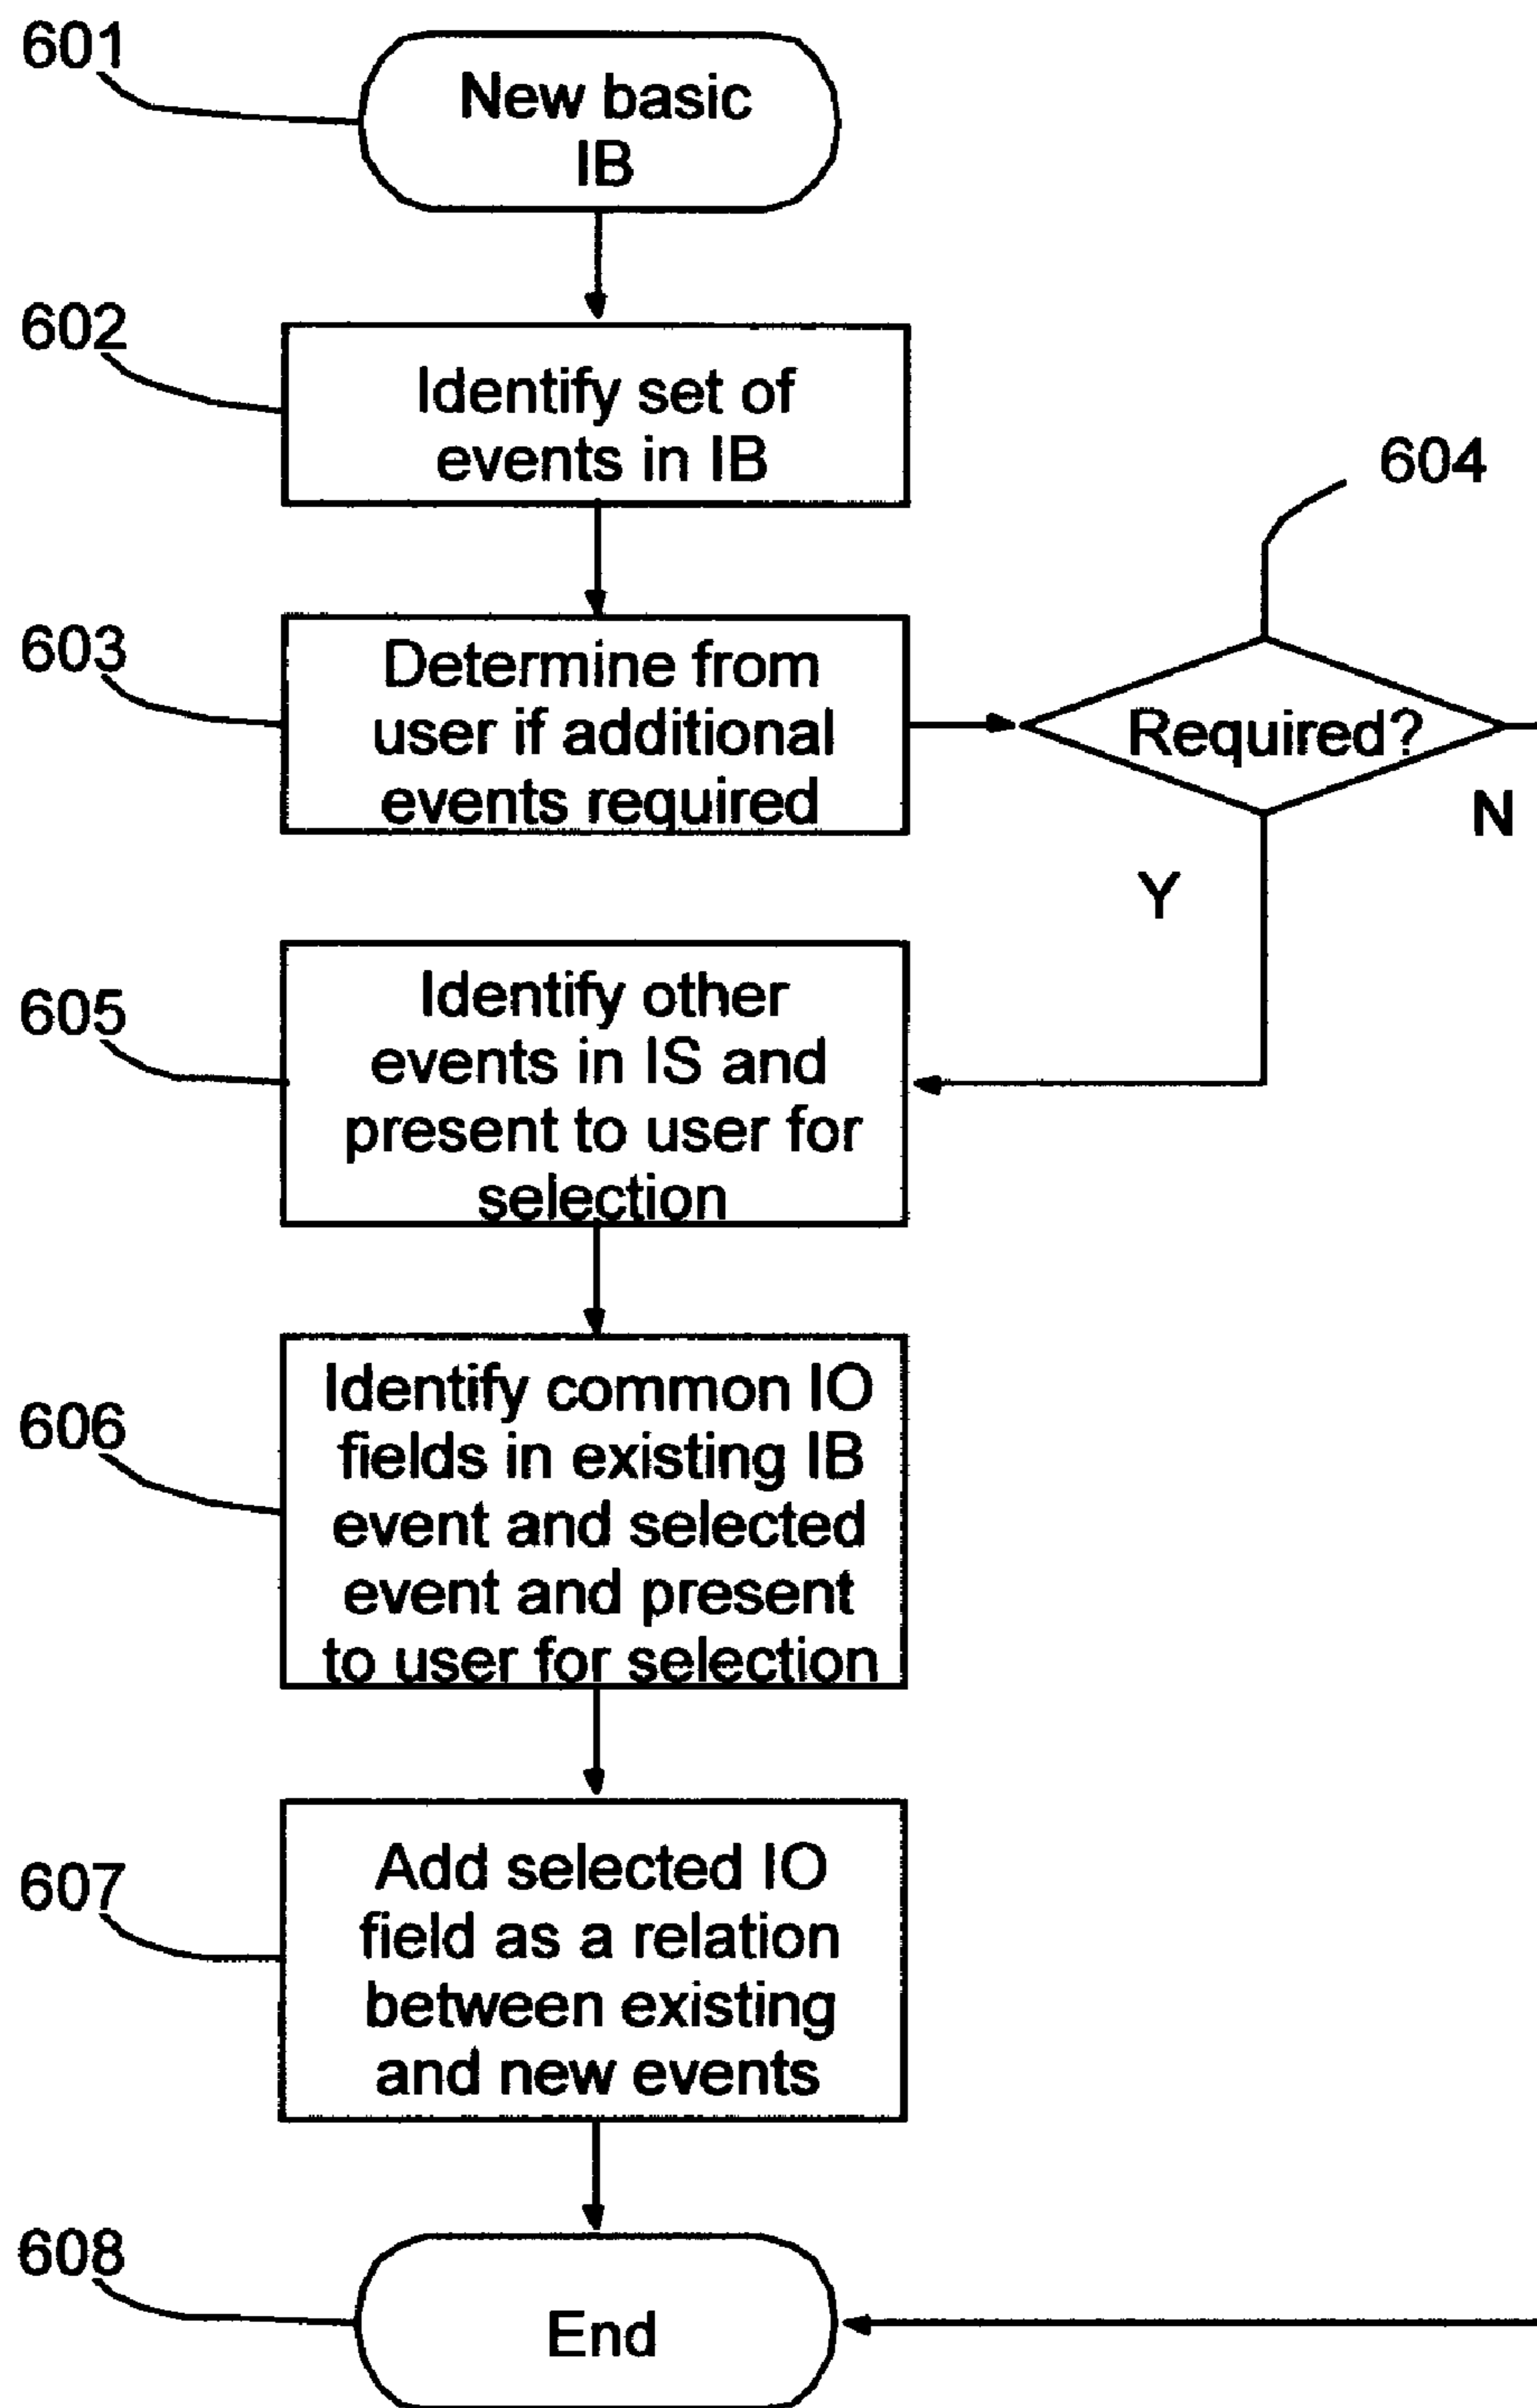 601
New basic
IB
602
Identify set of
events in IB
604
603
Determine from
user if additional
events required
Required?
N
Y
605
Identify other
events in IS and
present to user for
selection
606
Identify common IO
fields in existing IB
event and selected
event and present
to user for selection
607
Add selected IO
field as a relation
between existing
and new events
608
End